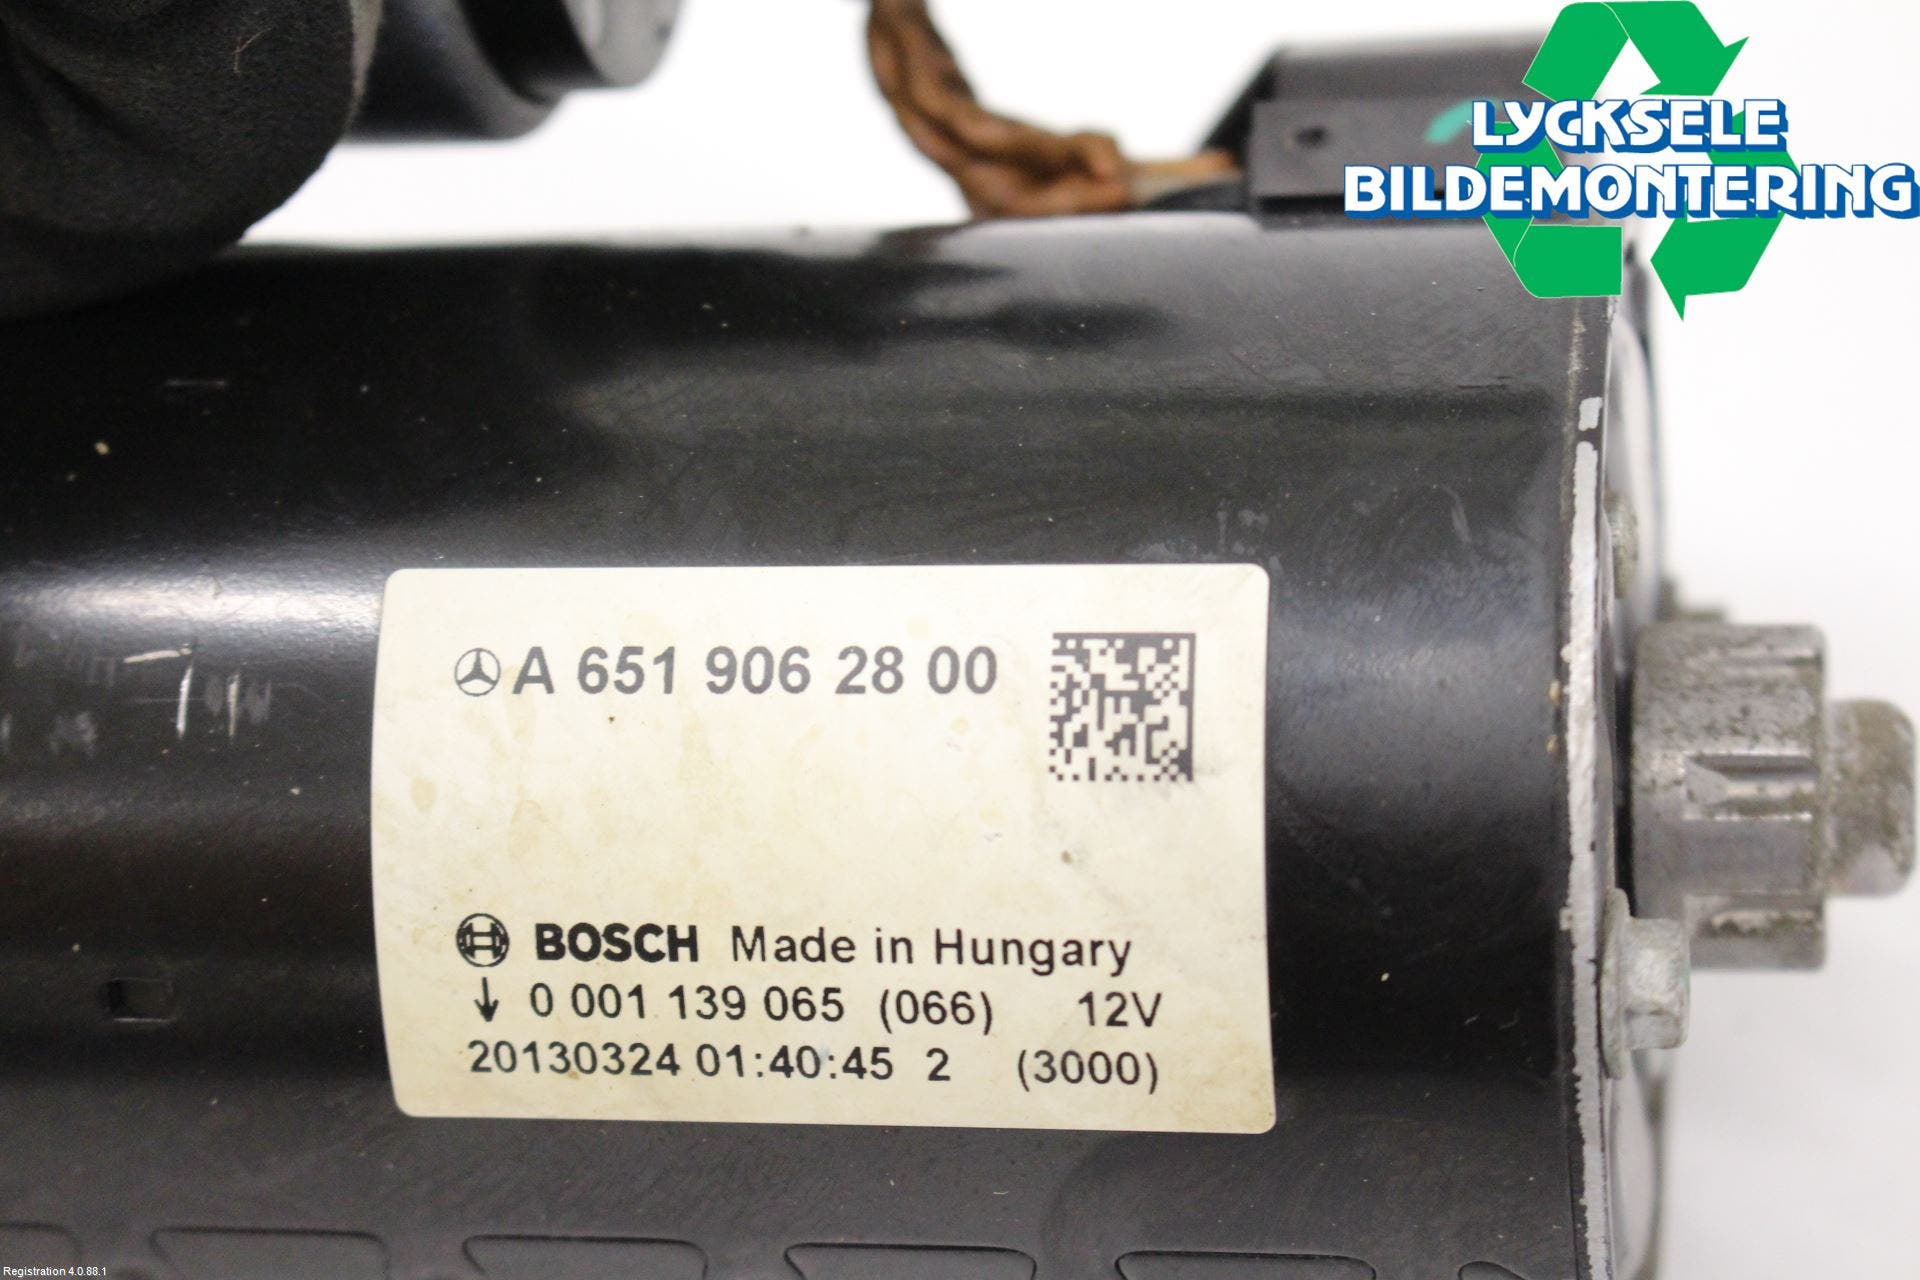 LYCKSELE
BILDEMONTERING
A 651 906 28 00
BOSCH Made in Hungary
↓ 0 001 139 065 (066) 12V
20130324 01:40:45 2 (3000)
Registration 4.0.88.1